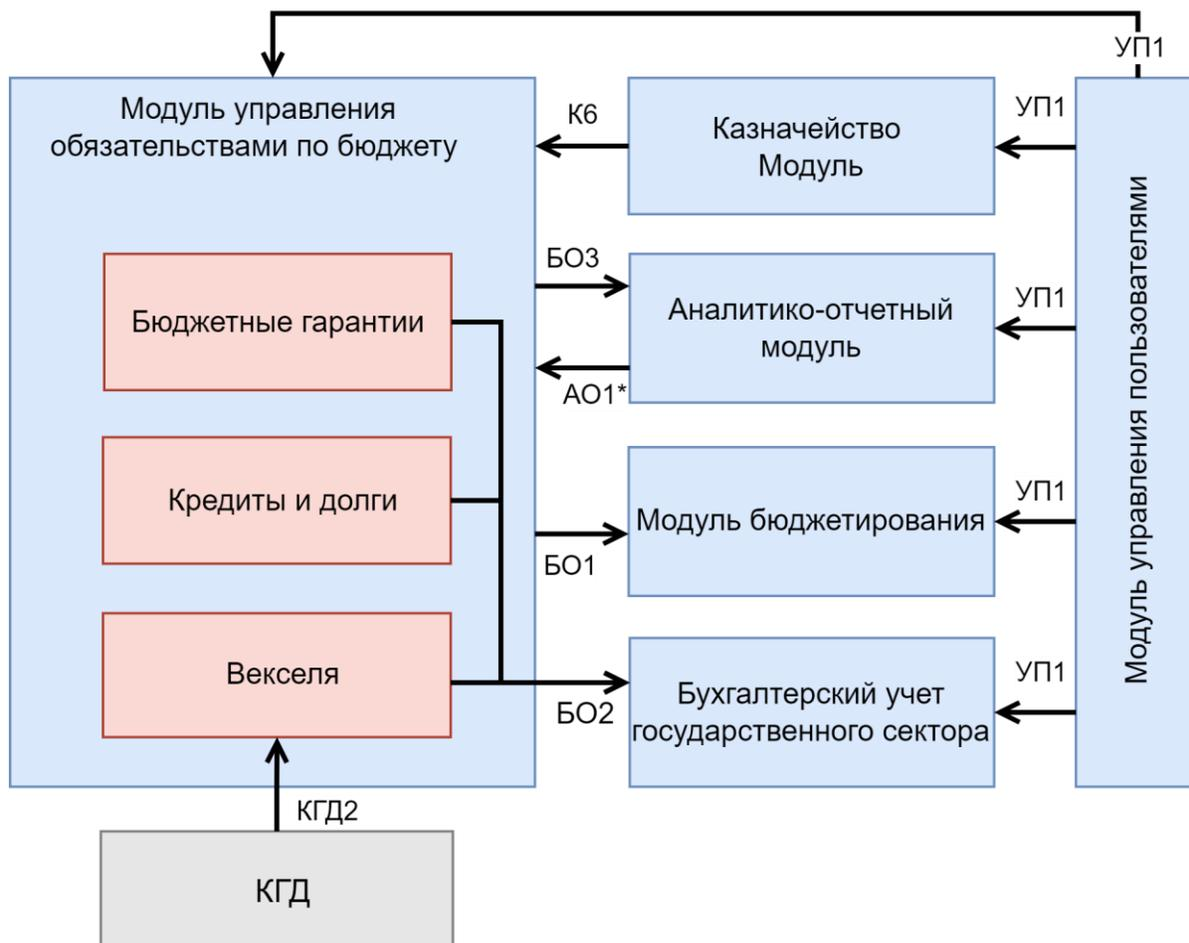 УП1
Модуль управления
обязательствами по бюджету
К6
Казначейство
Модуль
УП1
Бюджетные гарантии
БО3
АО1*
Аналитико-отчетный
модуль
УП1
Кредиты и долги
БО1
Модуль бюджетирования
УП1
Векселя
БО2
Бухгалтерский учет
государственного сектора
УП1
Модуль управления пользователями
КГД2
КГД